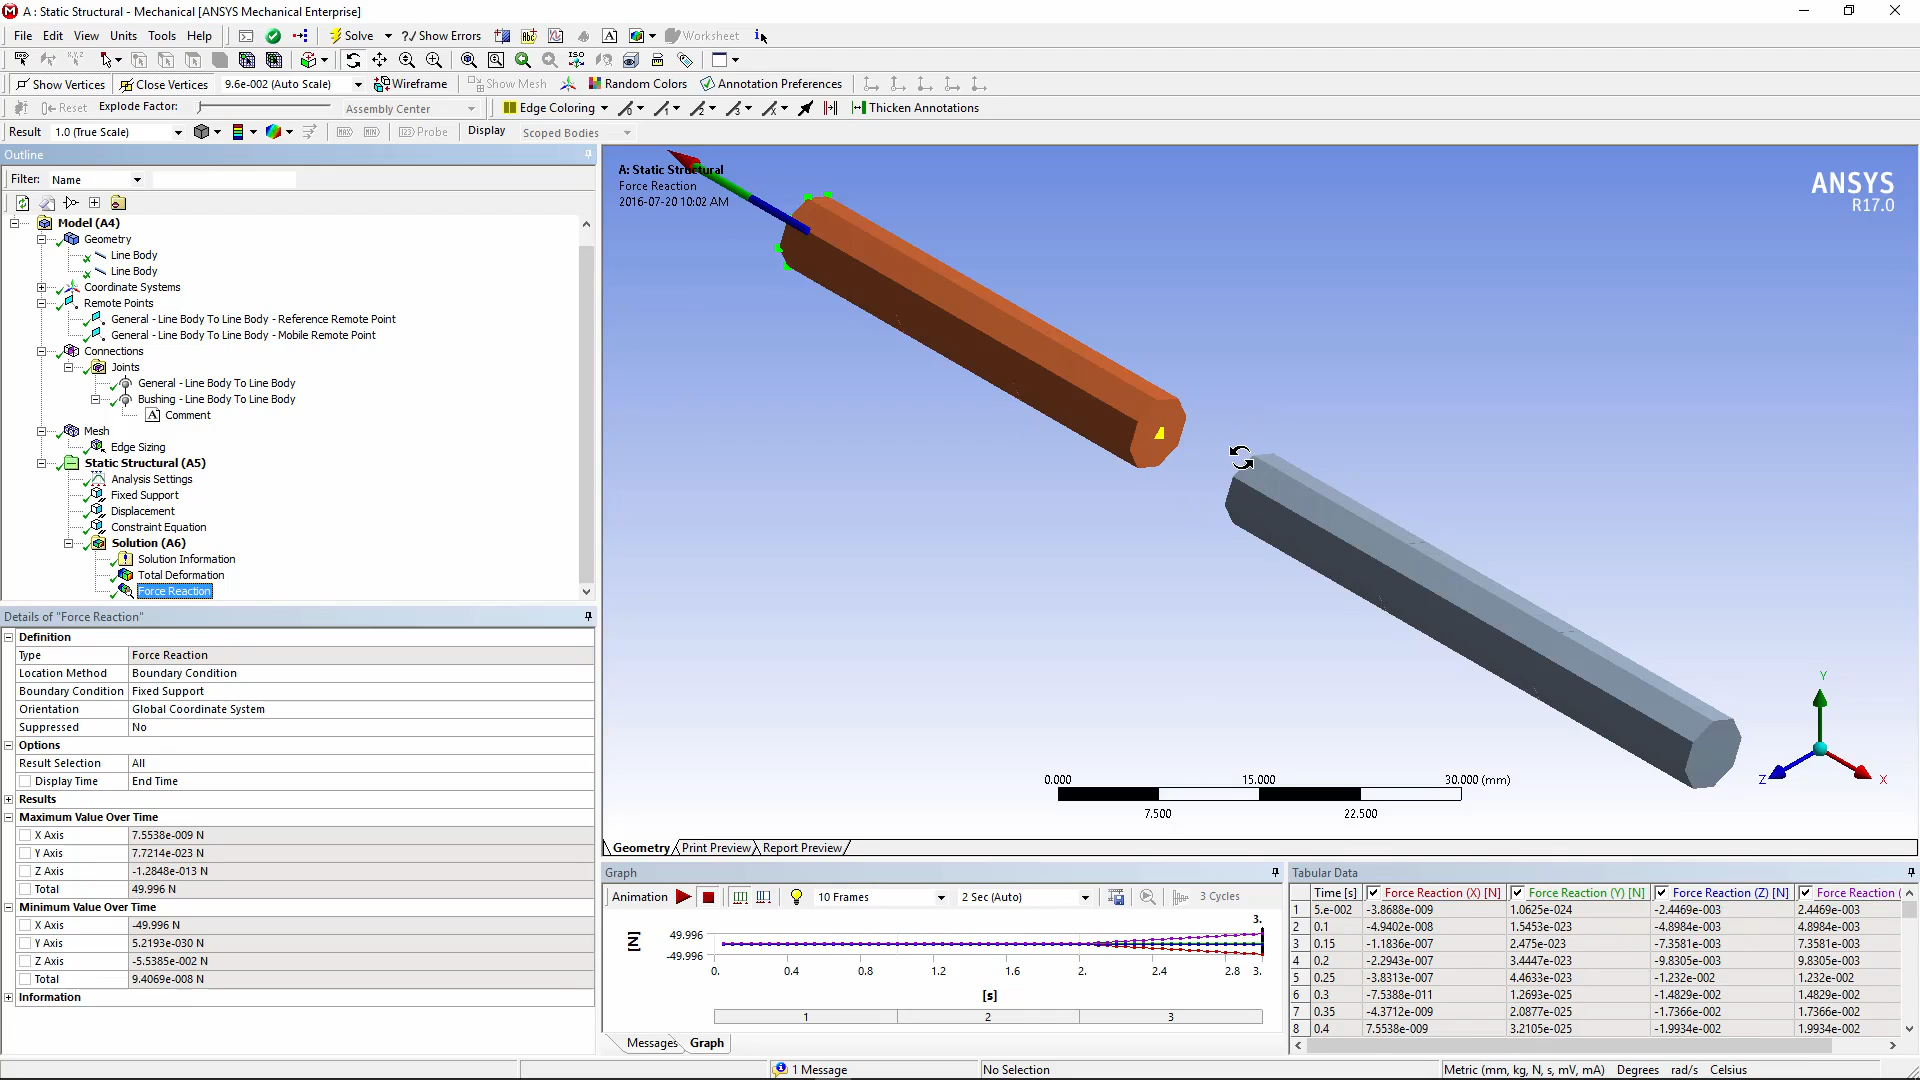 A : Static Structural - Mechanical [ANSYS Mechanical Enterprise]
File Edit View Units Tools Help Solve ?/ Show Errors Worksheet
Show Vertices Close Vertices 9.6e-002 (Auto Scale) Wireframe Show Mesh Random Colors Annotation Preferences
Reset Explode Factor: Assembly Center Edge Coloring Thicken Annotations
Result 1.0 (True Scale) Probe Display Scoped Bodies
Outline
Filter: Name
Model (A4)
Geometry
Line Body
Line Body
Coordinate Systems
Remote Points
General - Line Body To Line Body - Reference Remote Point
General - Line Body To Line Body - Mobile Remote Point
Connections
Joints
General - Line Body To Line Body
Bushing - Line Body To Line Body
Comment
Mesh
Edge Sizing
Static Structural (A5)
Analysis Settings
Fixed Support
Displacement
Constraint Equation
Solution (A6)
Solution Information
Total Deformation
Force Reaction
Details of "Force Reaction"
Definition
Type Force Reaction
Location Method Boundary Condition
Boundary Condition Fixed Support
Orientation Global Coordinate System
Suppressed No
Options
Result Selection All
Display Time End Time
Results
Maximum Value Over Time
X Axis 7.5538e-009 N
Y Axis 7.7214e-023 N
Z Axis -1.2848e-013 N
Total 49.996 N
Minimum Value Over Time
X Axis -49.996 N
Y Axis 5.2193e-030 N
Z Axis -5.5385e-002 N
Total 9.4069e-008 N
Information
A: Static Structural
Force Reaction
2016-07-20 10:02 AM
ANSYS
R17.0
Y
Z X
0.000 15.000 30.000 (mm)
7.500 22.500
Geometry Print Preview Report Preview
Graph
Animation 10 Frames 2 Sec (Auto) 3 Cycles
3.
[N]
49.996
-49.996
0. 0.4 0.8 1.2 1.6 2. 2.4 2.8 3.
[s]
1 2 3
Messages Graph
Tabular Data
Time [s] Force Reaction (X) [N] Force Reaction (Y) [N] Force Reaction (Z) [N] Force Reaction (
1 5.e-002 -3.8688e-009 1.0625e-024 -2.4469e-003 2.4469e-003
2 0.1 -4.9402e-008 1.5453e-023 -4.8984e-003 4.8984e-003
3 0.15 -1.1836e-007 2.475e-023 -7.3581e-003 7.3581e-003
4 0.2 -2.2943e-007 3.4447e-023 -9.8305e-003 9.8305e-003
5 0.25 -3.8313e-007 4.4633e-023 -1.232e-002 1.232e-002
6 0.3 -7.5388e-011 1.2693e-025 -1.4829e-002 1.4829e-002
7 0.35 -4.3712e-009 2.0877e-025 -1.7366e-002 1.7366e-002
8 0.4 7.5538e-009 3.2105e-025 -1.9934e-002 1.9934e-002
1 Message No Selection Metric (mm, kg, N, s, mV, mA) Degrees rad/s Celsius